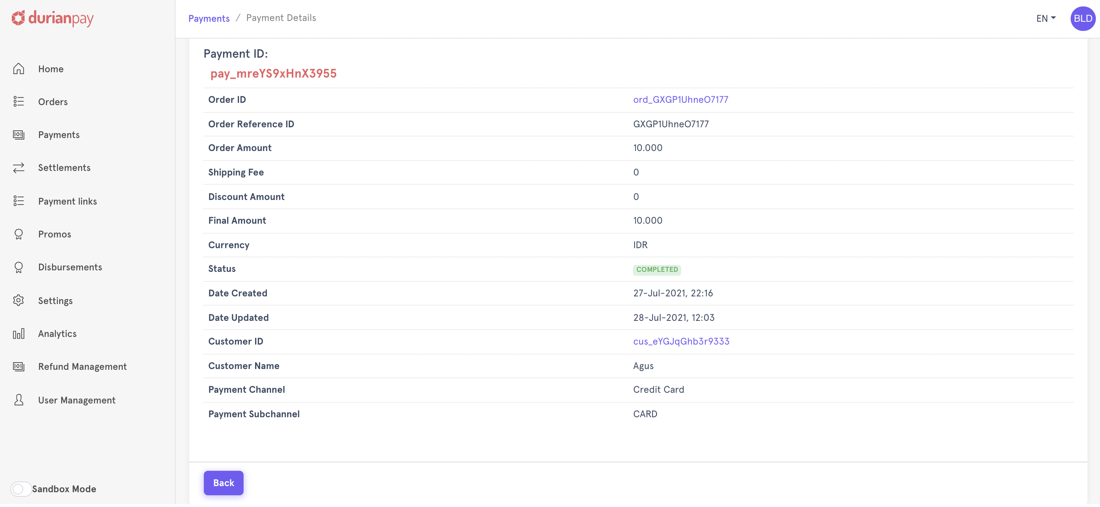 durianpay
Payments / Payment Details
EN
BLD
Home
Orders
Payments
Settlements
Payment links
Promos
Disbursements
Settings
Analytics
Refund Management
User Management
Sandbox Mode
Payment ID:
pay_mreYS9xHnX3955
Order ID ord_GXGP1UhneO7177
Order Reference ID GXGP1UhneO7177
Order Amount 10.000
Shipping Fee 0
Discount Amount 0
Final Amount 10.000
Currency IDR
Status COMPLETED
Date Created 27-Jul-2021, 22:16
Date Updated 28-Jul-2021, 12:03
Customer ID cus_eYGJqGhb3r9333
Customer Name Agus
Payment Channel Credit Card
Payment Subchannel CARD
Back